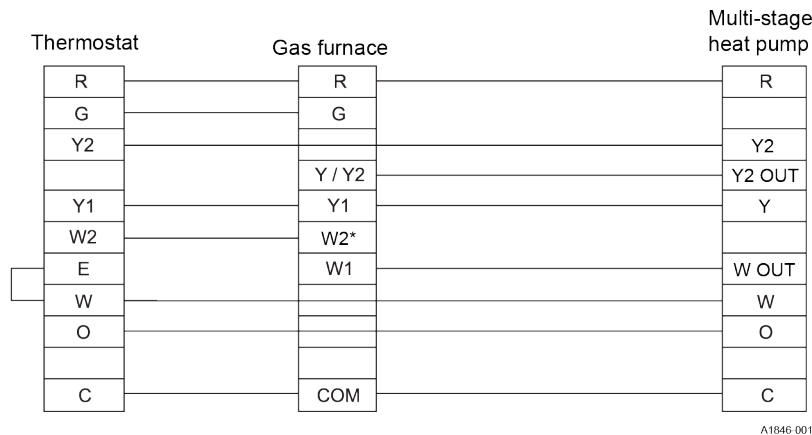 Thermostat
Gas furnace
Multi-stage
heat pump
R R R
G G
Y2 Y2
Y / Y2 Y2 OUT
Y1 Y1 Y
W2 W2*
E W1 W OUT
W W
O O
C COM C
A1846-001